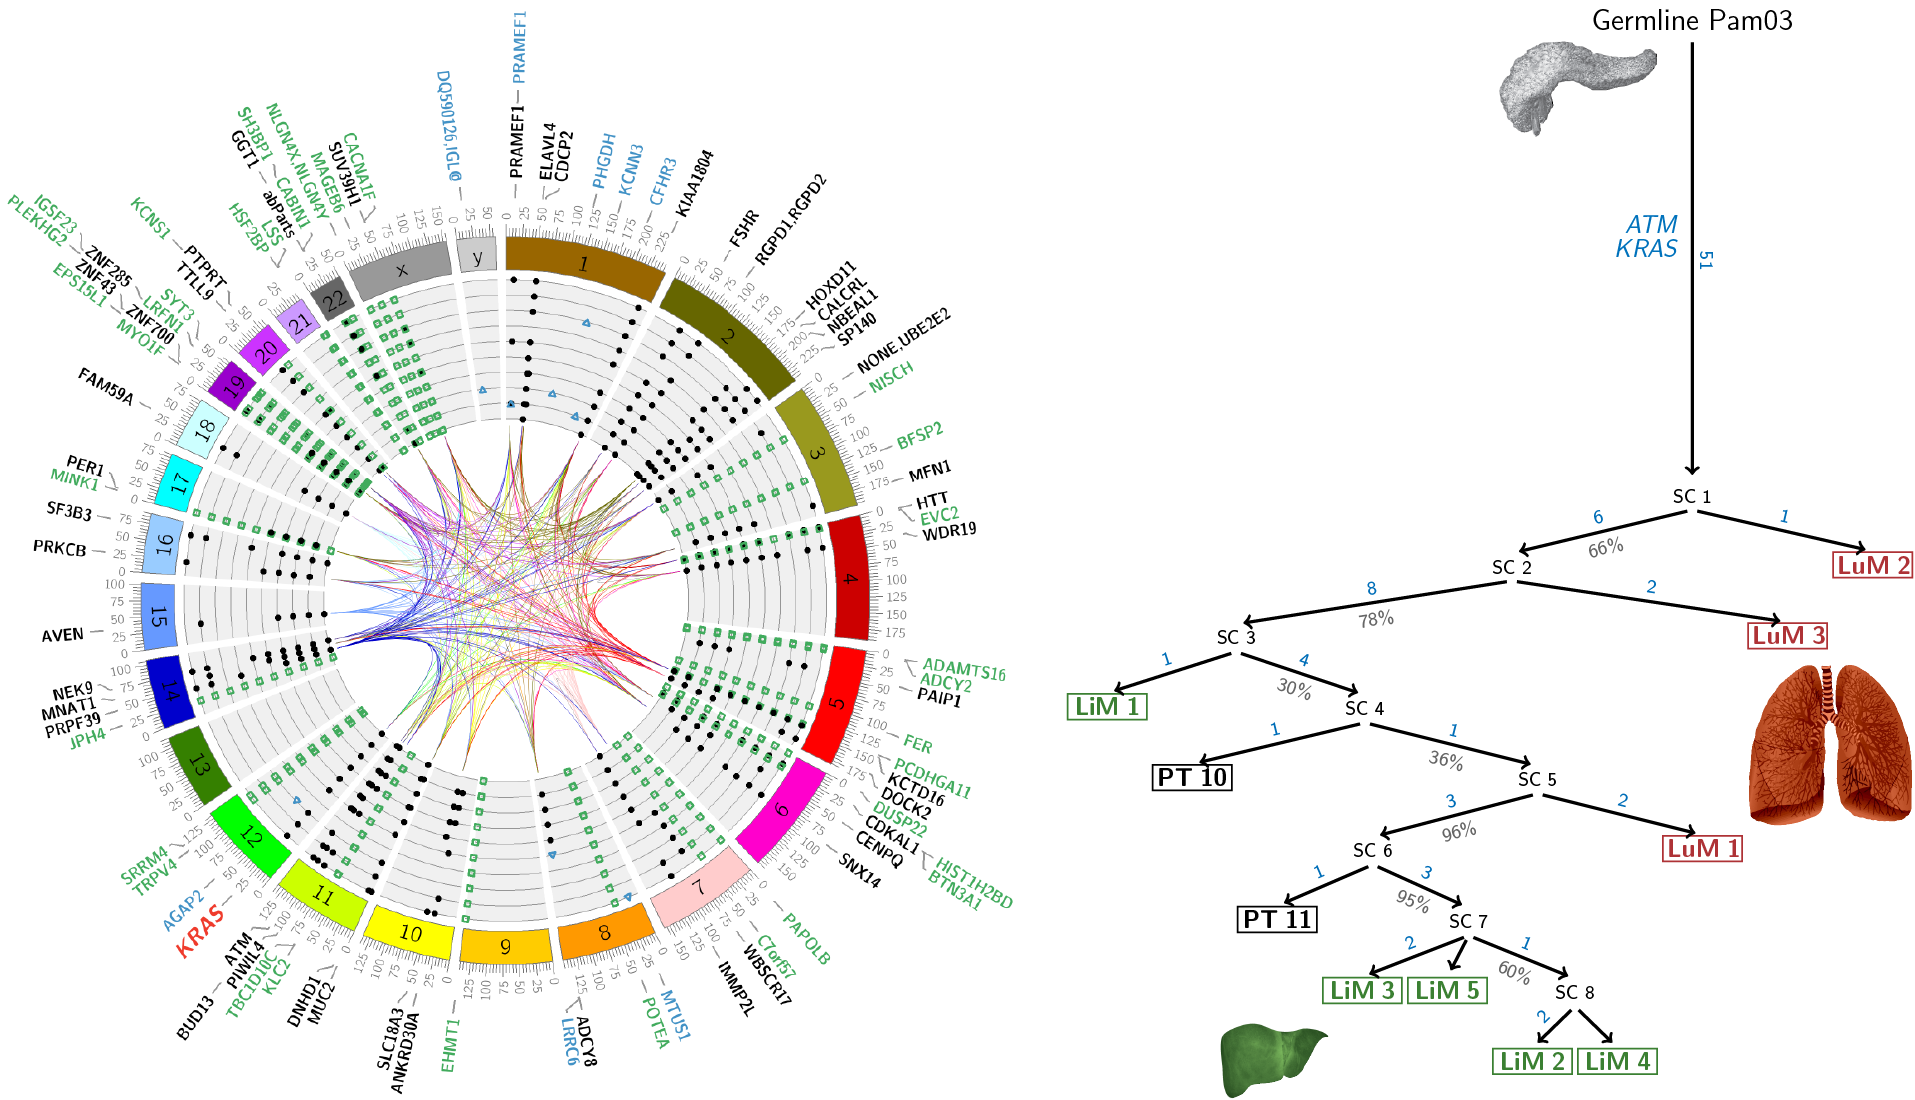 PRAMEF1
PRAMEF1
ELAVL4
CDCP2
PHGDH
KCNN3
CFHR3
KIAA1804
FSHR
RGPD1,RGPD2
HOXD11
CALCRL
NBEAL1
SP140
NONE,UBE2E2
NISCH
BFSP2
MFN1
HTT
EVC2
WDR19
ADAMTS16
ADCY2
PAIP1
FER
PCDHGA11
KCTD16
DOCK2
DUSP22
CDKAL1
CENPQ
HIST1H2BD
BTN3A1
SNX14
PAPOLB
C7orf57
WBSCR17
IMMP2L
MTUS1
POTEA
ADCY8
LRRC6
EHMT1
ANKRD30A
SLC18A3
MUC2
DNHD1
KLC2
TBC1D10C
PIWIL4
ATM
BUD13
KRAS
AGAP2
TRPV4
SRRM4
JPH4
PRPF39
MNAT1
NEK9
AVEN
PRKCB
SF3B3
MINK1
PER1
FAM59A
MYO1F
ZNF700
EPS15L1
ZNF43
ZNF285
LRFN1
SYT3
PLEKHG2
IGSF23
TTLL9
PTPRT
KCNS1
HSF2BP
LSS
abParts
GGT1
CABIN1
SH3BP1
NLGN4X,NLGN4Y
MAGEB6
SUV39H1
CACNA1F
DQ590126,IGL@
1
2
3
4
5
6
7
8
9
10
11
12
13
14
15
16
17
18
19
20
21
22
x
y
Germline Pam03
ATM
KRAS
51
SC 1
6
1
66%
SC 2
LuM 2
8
2
78%
SC 3
LuM 3
1
4
30%
LiM 1
SC 4
1
1
36%
PT 10
SC 5
3
2
96%
SC 6
LuM 1
1
3
95%
PT 11
SC 7
2
1
60%
LiM 3
LiM 5
SC 8
2
LiM 2
LiM 4